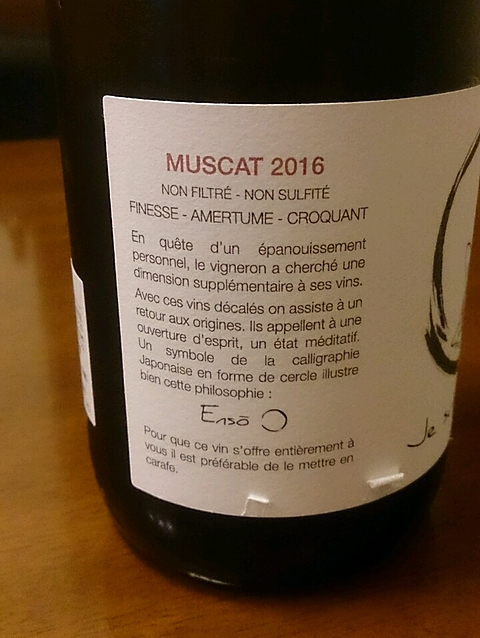 MUSCAT 2016
NON FILTRÉ - NON SULFITÉ
FINESSE - AMERTUME - CROQUANT
En quête d'un épanouissement
personnel, le vigneron a cherché une
dimension supplémentaire à ses vins.
Avec ces vins décalés on assiste à un
retour aux origines. Ils appellent à une
ouverture d'esprit, un état méditatif.
Un symbole de la calligraphie
Japonaise en forme de cercle illustre
bien cette philosophie :
Ensō
Pour que ce vin s'offre entièrement à
vous il est préférable de le mettre en
carafe.
Je